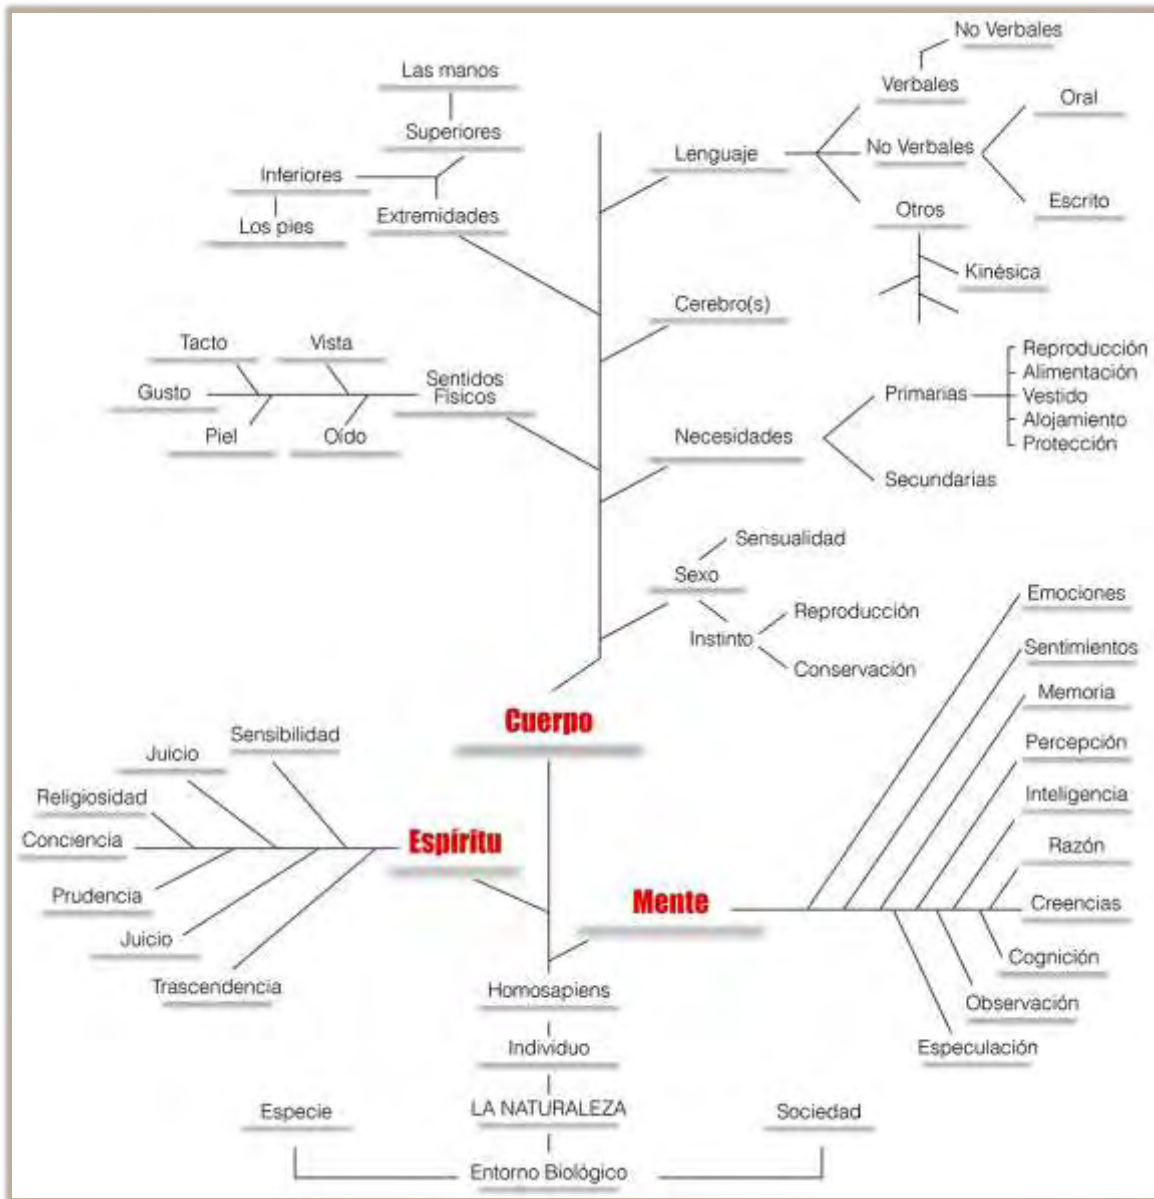 No Verbales
Las manos
Verbales
Oral
Superiores
Lenguaje
No Verbales
Inferiores
Extremidades
Los pies
Otros
Escrito
Kinésica
Cerebro(s)
Tacto
Vista
Gusto
Sentidos
Físicos
Piel
Oído
Necesidades
Primarias
Reproducción
Alimentación
Vestido
Alojamiento
Protección
Secundarias
Sensualidad
Sexo
Instinto
Reproducción
Conservación
Cuerpo
Emociones
Sentimientos
Memoria
Percepción
Inteligencia
Razón
Creencias
Cognición
Observación
Especulación
Mente
Sensibilidad
Juicio
Religiosidad
Conciencia
Espíritu
Prudencia
Juicio
Trascendencia
Homosapiens
Individuo
LA NATURALEZA
Especie
Sociedad
Entorno Biológico